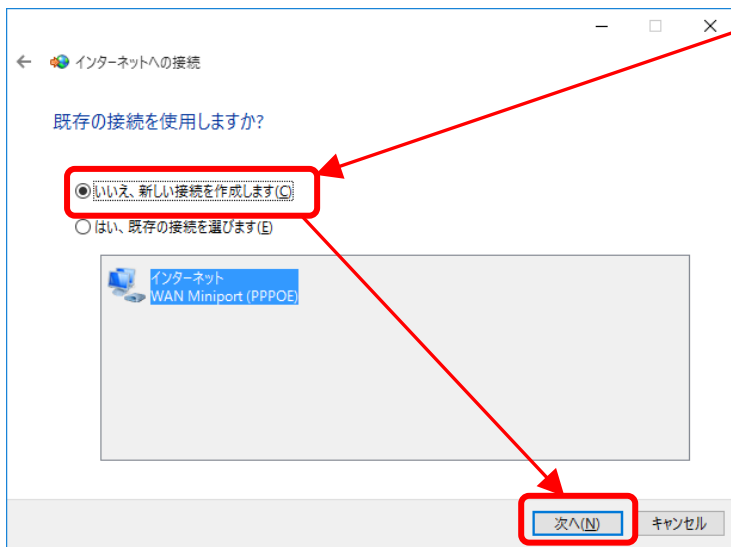 インターネットへの接続
既存の接続を使用しますか?
いいえ、新しい接続を作成します(C)
はい、既存の接続を選びます(E)
インターネット
WAN Miniport (PPPOE)
次へ(N)
キャンセル